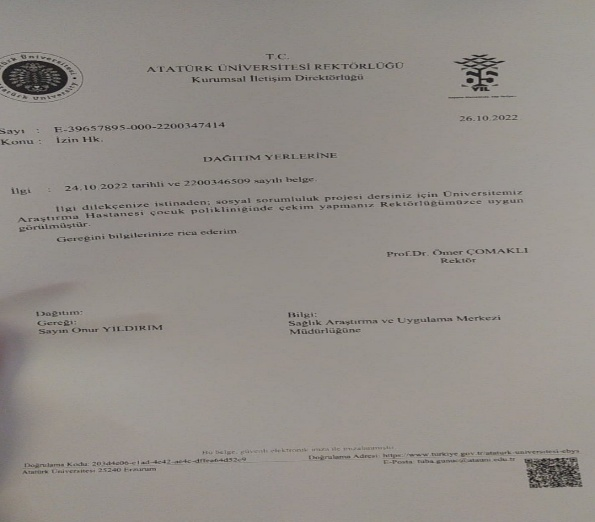 T.C.
ATATÜRK ÜNİVERSİTESİ REKTÖRLÜĞÜ
Kurumsal İletişim Direktörlüğü
65
YIL
26.10.2022
Sayı : E-39657895-000-2200347414
Konu : İzin Hk.
DAĞITIM YERLERİNE
İlgi : 24.10.2022 tarihli ve 2200346509 sayılı belge.
İlgi dilekçenize istinaden; sosyal sorumluluk projesi dersiniz için Üniversitemiz
Araştırma Hastanesi çocuk polikliniğinde çekim yapmanız Rektörlüğümüzce uygun
görülmüştür.
Gereğini bilgilerinize rica ederim.
Prof.Dr. Ömer ÇOMAKLI
Rektör
Dağıtım:
Gereği:
Sayın Onur YILDIRIM
Bilgi:
Sağlık Araştırma ve Uygulama Merkezi
Müdürlüğüne
Bu belge, güvenli elektronik imza ile imzalanmıştır.
Doğrulama Kodu:
Doğrulama Adresi: https://www.turkiye.gov.tr/ataturk-universitesi-ebys
Atatürk Üniversitesi 25240 Erzurum
E-Posta: